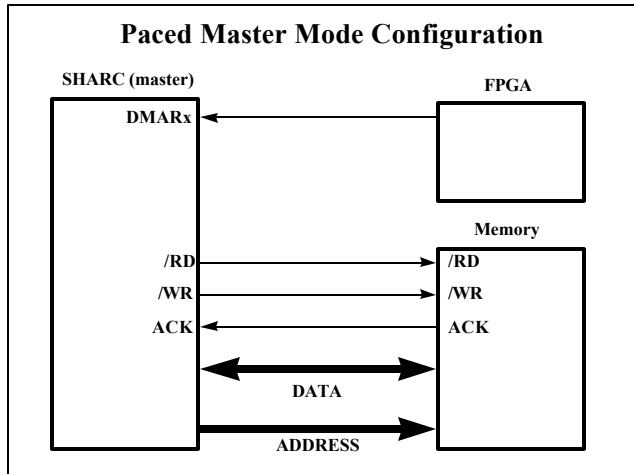 Paced Master Mode Configuration
SHARC (master)
FPGA
DMARx
Memory
/RD
/RD
/WR
/WR
ACK
ACK
DATA
ADDRESS